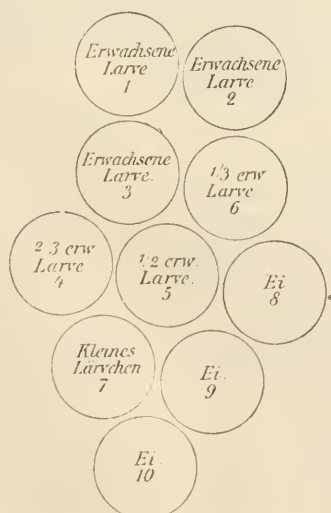 Erwachsene
Larve
1
Erwachsene
Larve
2
Erwachsene
Larve.
3
1/3 erw
Larve
6
2 3 erw
Larve
4
1/2 erw.
Larve.
5
Ei
8
Kleines
Lärvchen
7
Ei.
9
Ei.
10